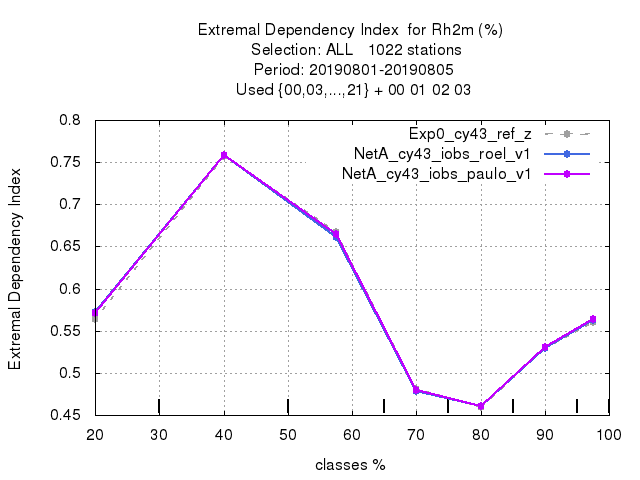 Extremal Dependency Index  for Rh2m (%)
Selection: ALL   1022 stations
Period: 20190801-20190805
Used {00,03,...,21} + 00 01 02 03
Exp0_cy43_ref_z
NetA_cy43_iobs_roel_v1
NetA_cy43_iobs_paulo_v1
Extremal Dependency Index
0.8
0.75
0.7
0.65
0.6
0.55
0.5
0.45
20 30 40 50 60 70 80 90 100
classes %